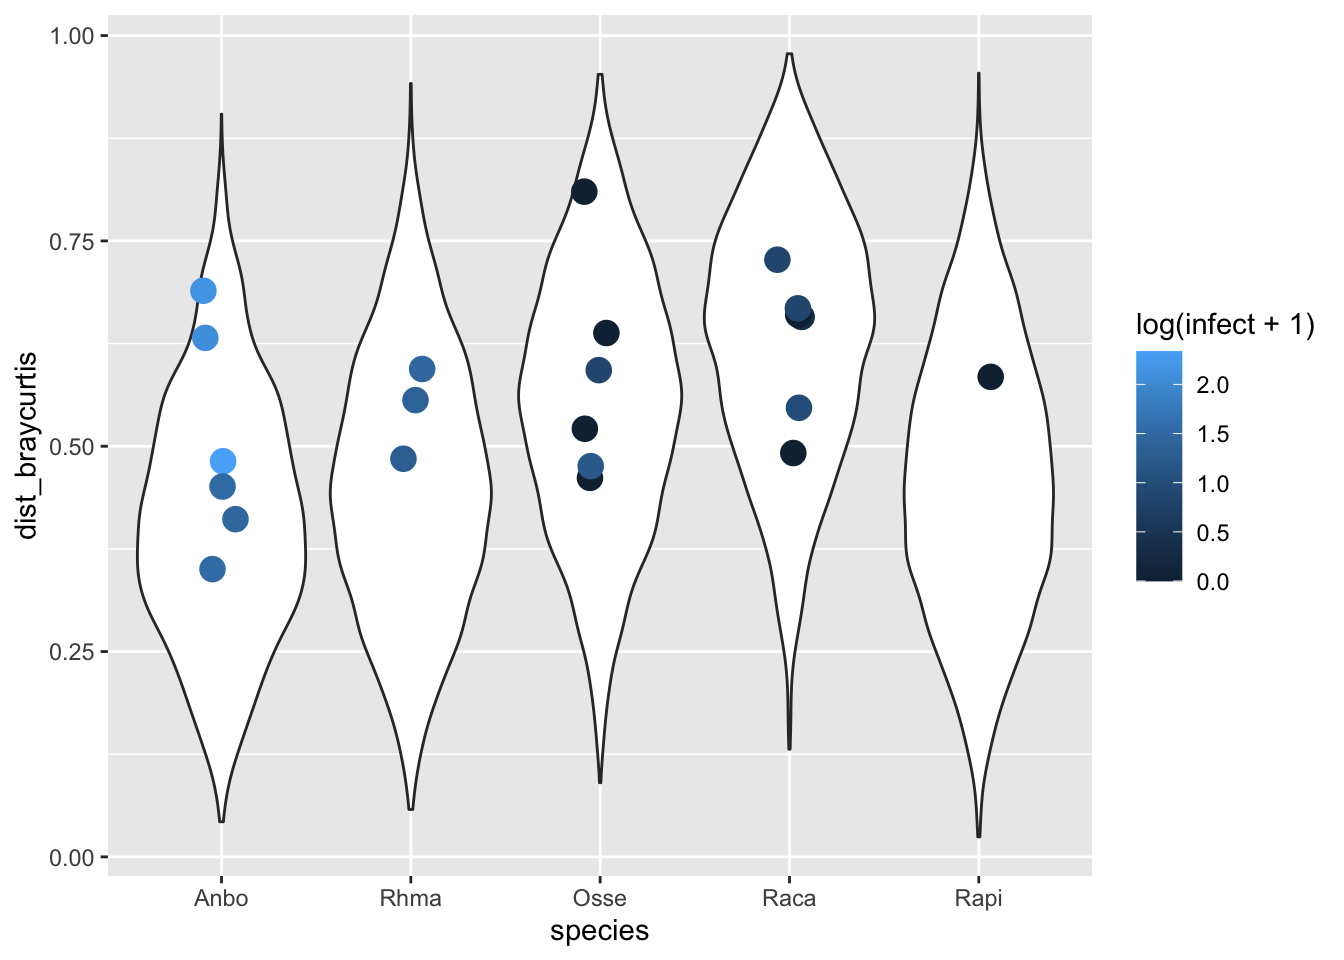 dist_braycurtis
1.00
0.75
0.50
0.25
0.00
Anbo Rhma Osse Raca Rapi
species
log(infect + 1)
2.0
1.5
1.0
0.5
0.0